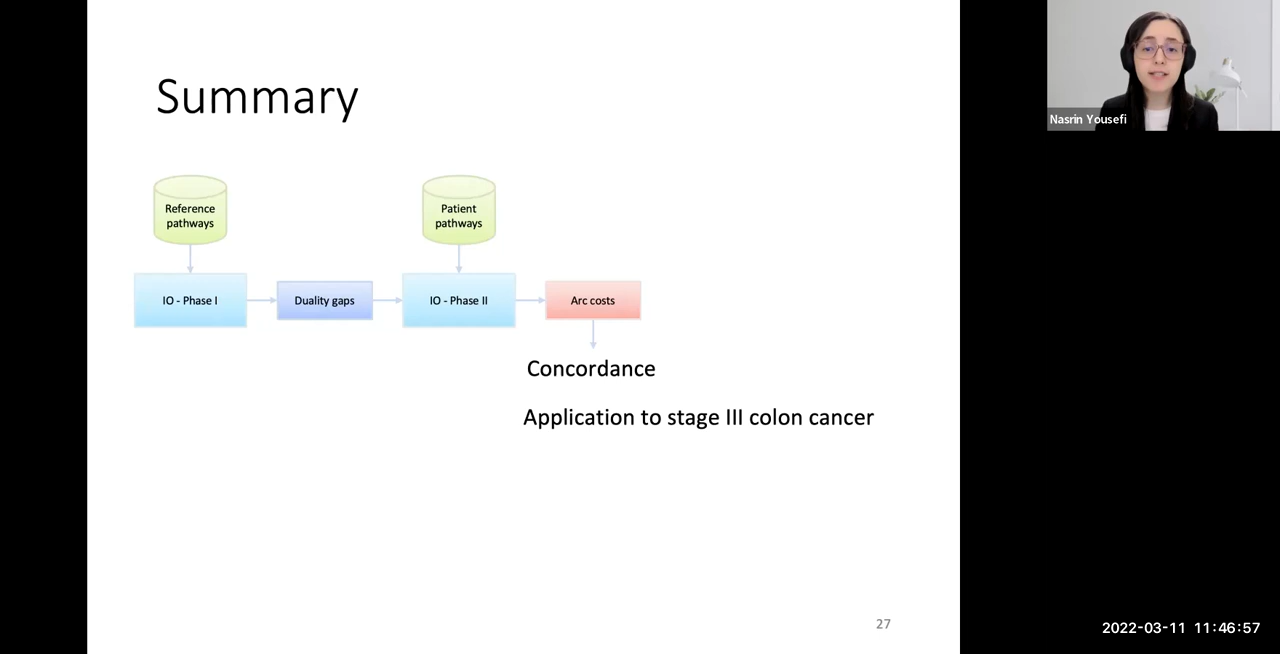 Summary
Reference
pathways
Patient
pathways
IO - Phase I
Duality gaps
IO - Phase II
Arc costs
Concordance
Application to stage III colon cancer
27
Nasrin Yousefi
2022-03-11 11:46:57